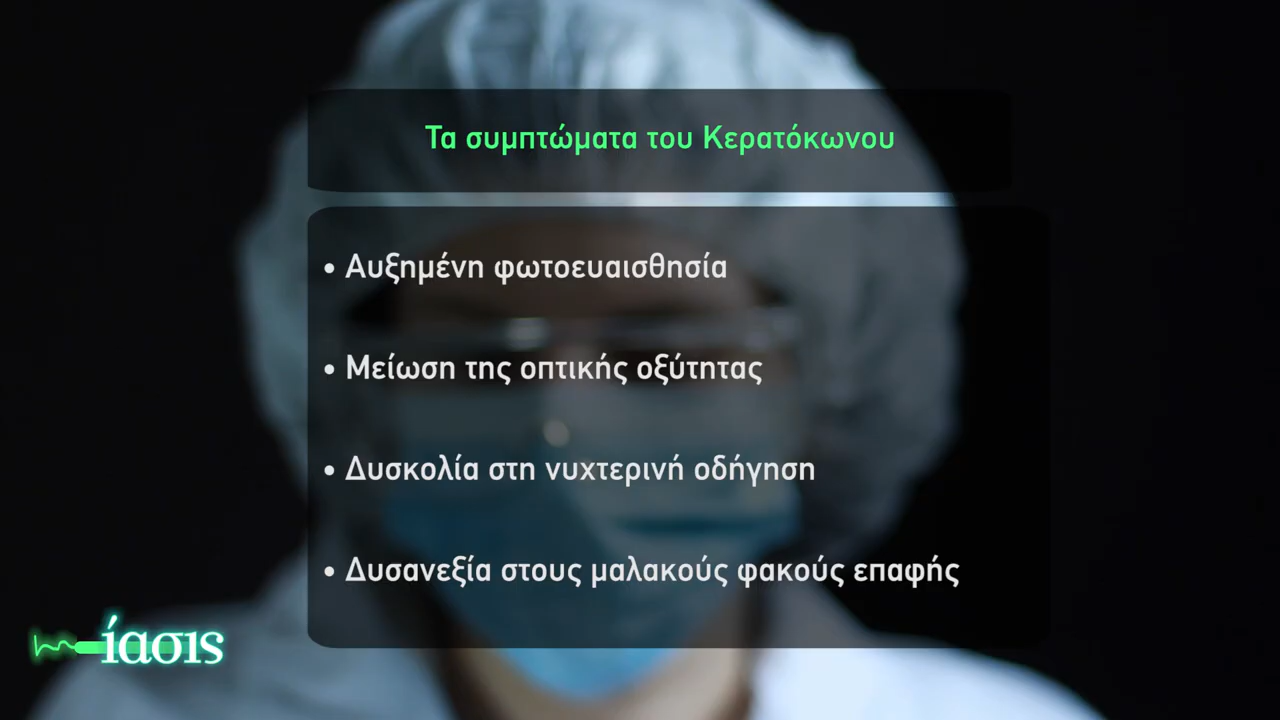 Τα συμπτώματα του Κερατόκωνου
• Αυξημένη φωτοευαισθησία
• Μείωση της οπτικής οξύτητας
• Δυσκολία στη νυχτερινή οδήγηση
• Δυσανεξία στους μαλακούς φακούς επαφής
ίασις